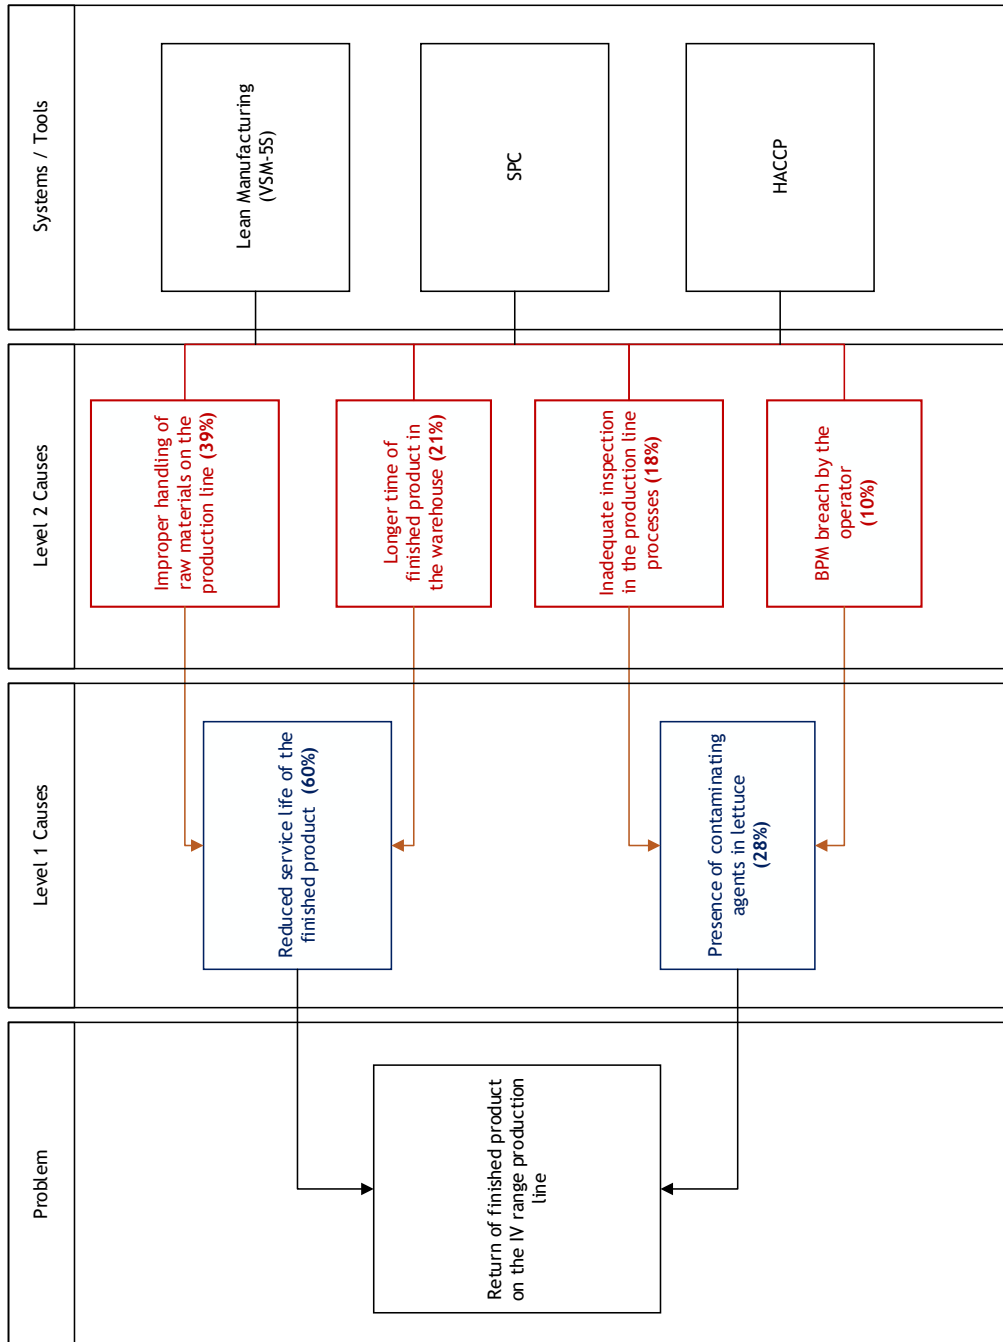 Problem
Level 1 Causes
Level 2 Causes
Systems / Tools
Return of finished product
on the IV range production
line
Reduced service life of the
finished product (60%)
Presence of contaminating
agents in lettuce
(28%)
Improper handling of
raw materials on the
production line (39%)
Longer time of
finished product in
the warehouse (21%)
Inadequate inspection
in the production line
processes (18%)
BPM breach by the
operator
(10%)
Lean Manufacturing
(VSM-5S)
SPC
HACCP